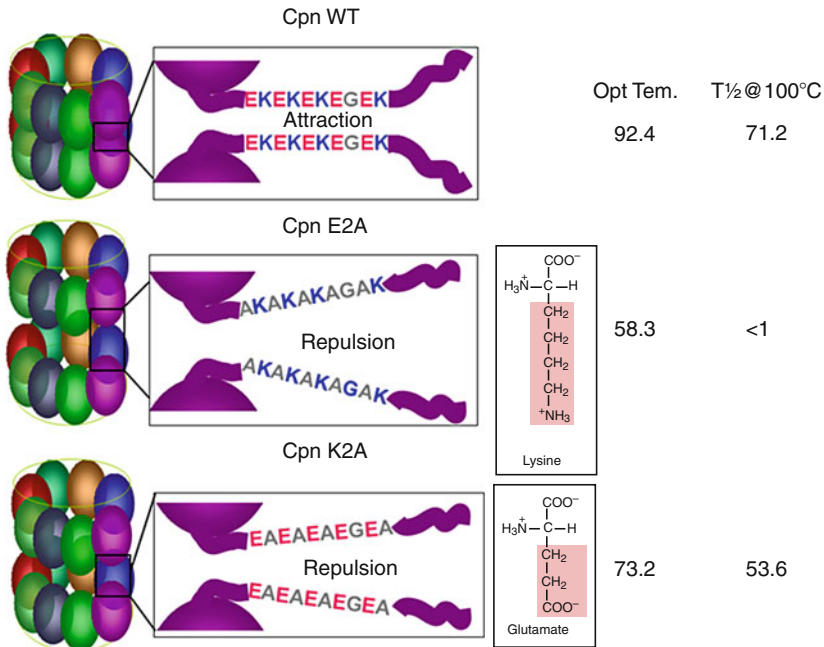 Cpn WT
Opt Tem. T½@100°C
EKEKEKEGEK
Attraction
EKEKEKEGEK
92.4 71.2
Cpn E2A
AKAKAKAGAK
Repulsion
AKAKAKAGAK
COO⁻
H₃N⁺–C–H
CH₂
CH₂
CH₂
CH₂
⁺NH₃
Lysine
58.3 <1
Cpn K2A
EAEAEAEGEA
Repulsion
EAEAEAEGEA
COO⁻
H₃N⁺–C–H
CH₂
CH₂
COO⁻
Glutamate
73.2 53.6